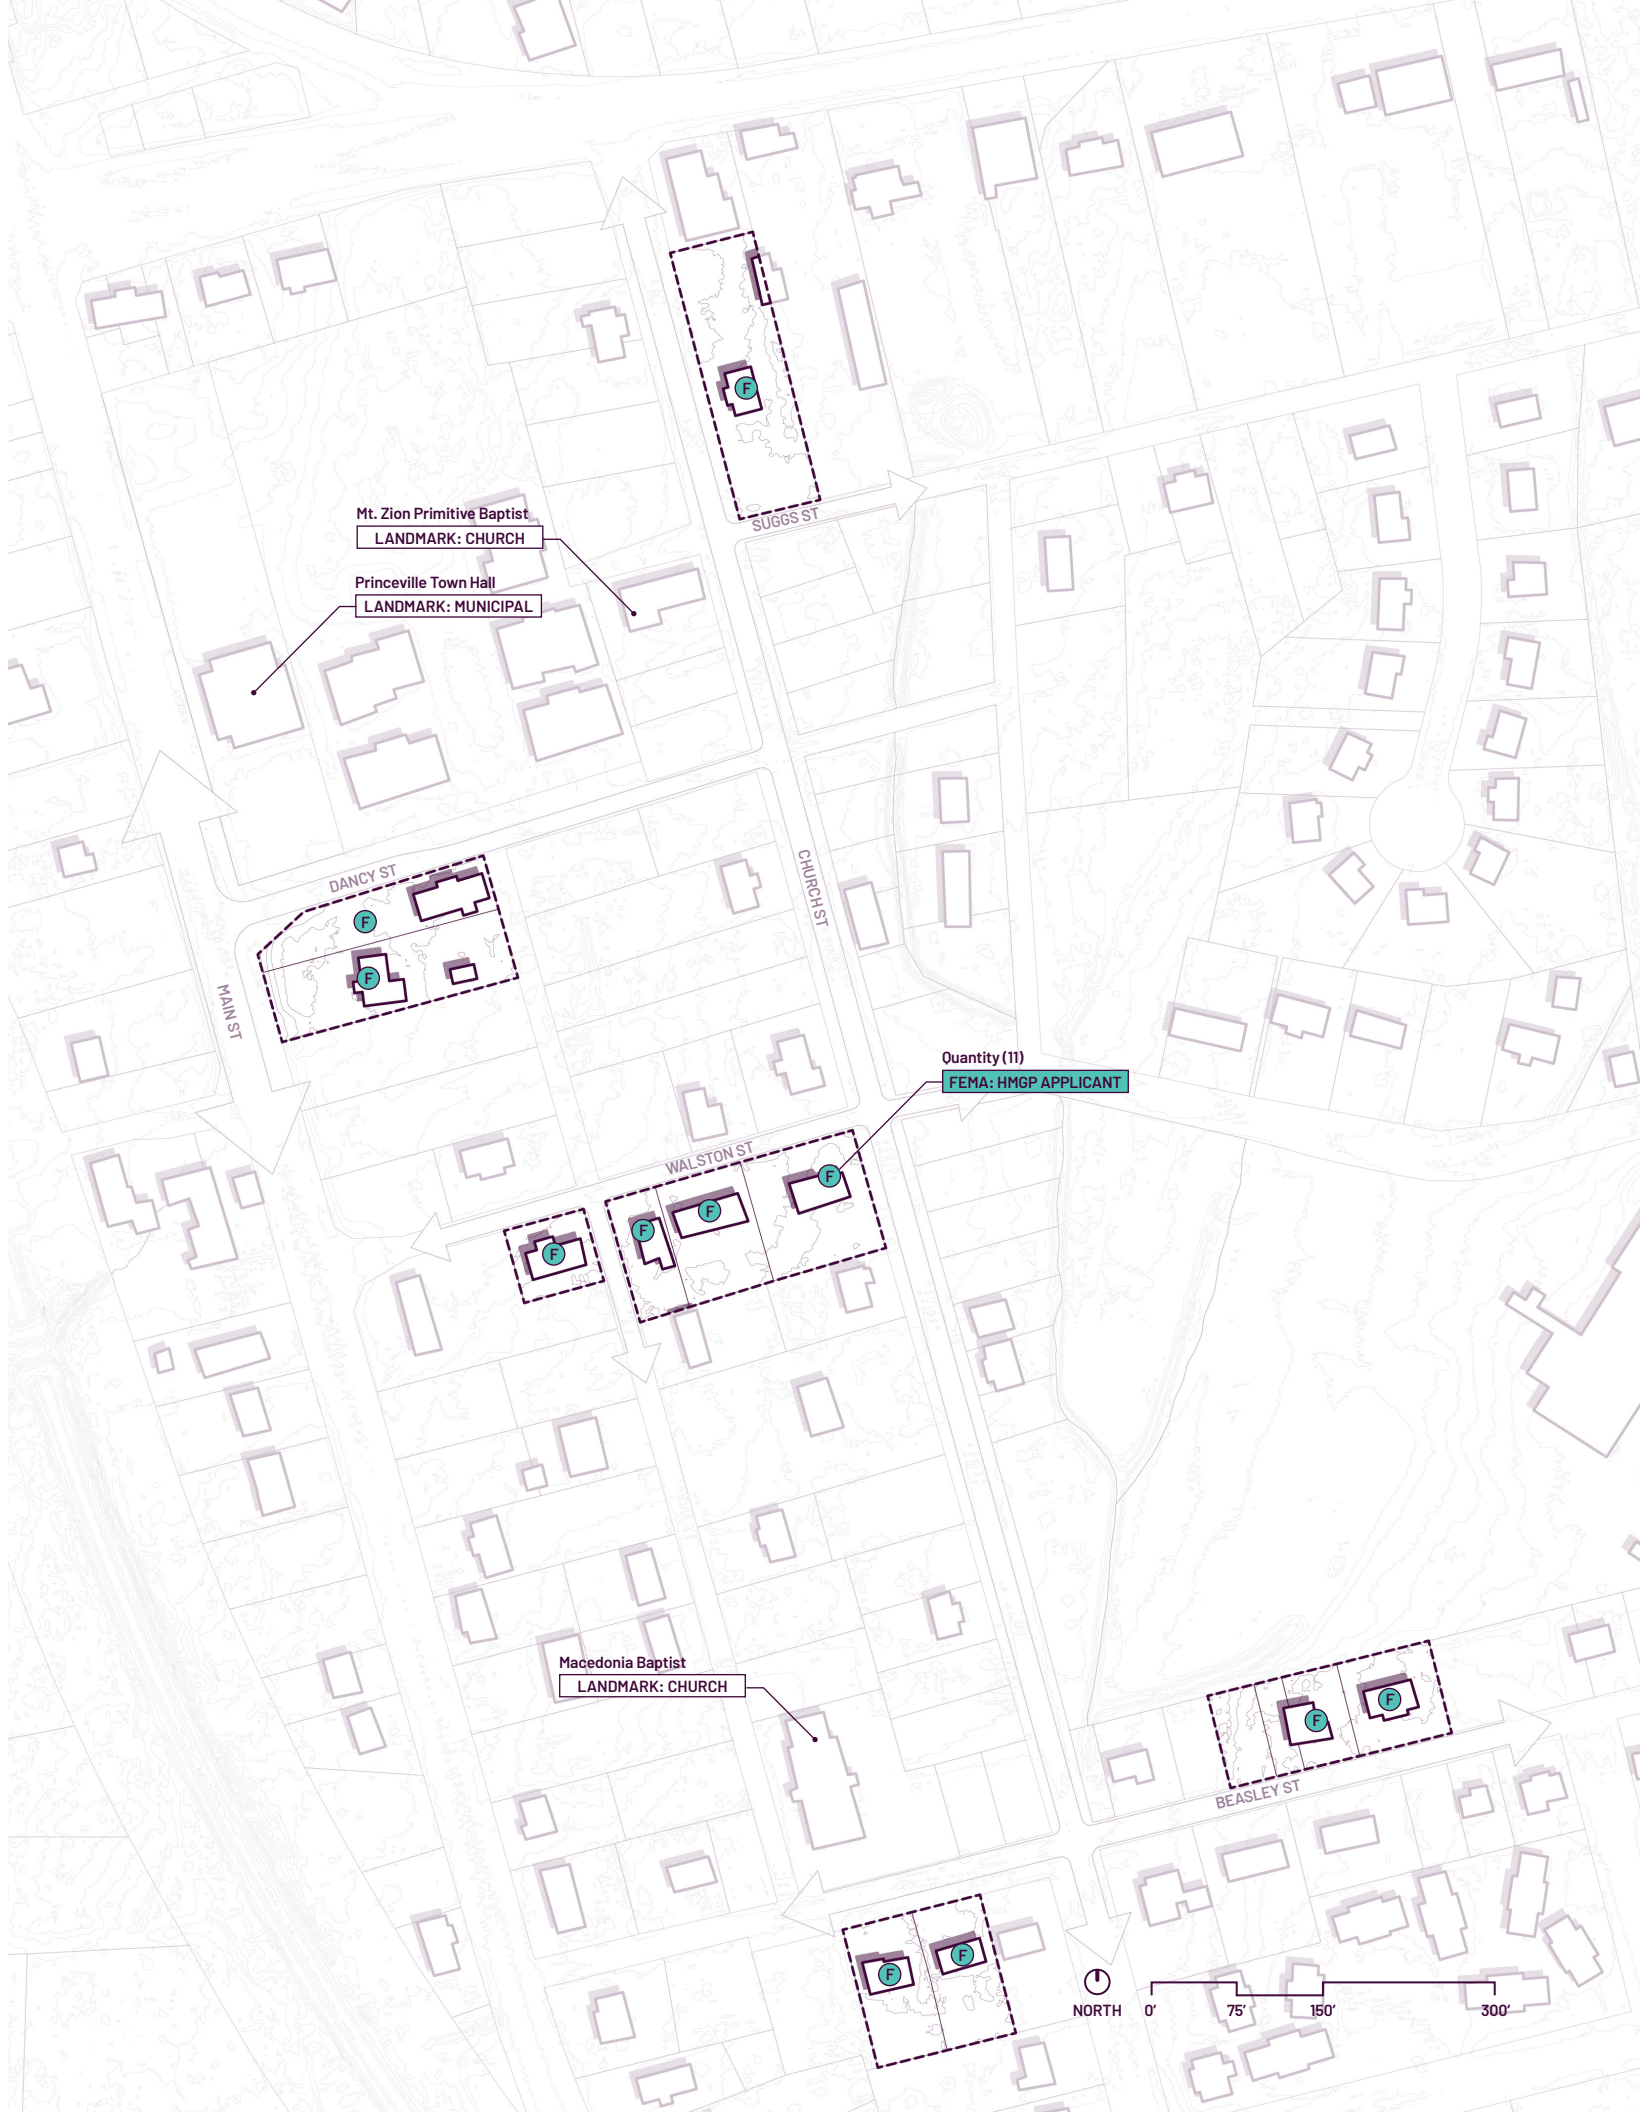 F
SUGGS ST
Mt. Zion Primitive Baptist
LANDMARK: CHURCH
Princeville Town Hall
LANDMARK: MUNICIPAL
DANCY ST
F
F
MAIN ST
CHURCH ST
Quantity (11)
FEMA: HMGP APPLICANT
WALSTON ST
F
F
F
F
Macedonia Baptist
LANDMARK: CHURCH
F
F
BEASLEY ST
F
F
NORTH
0'
75'
150'
300'